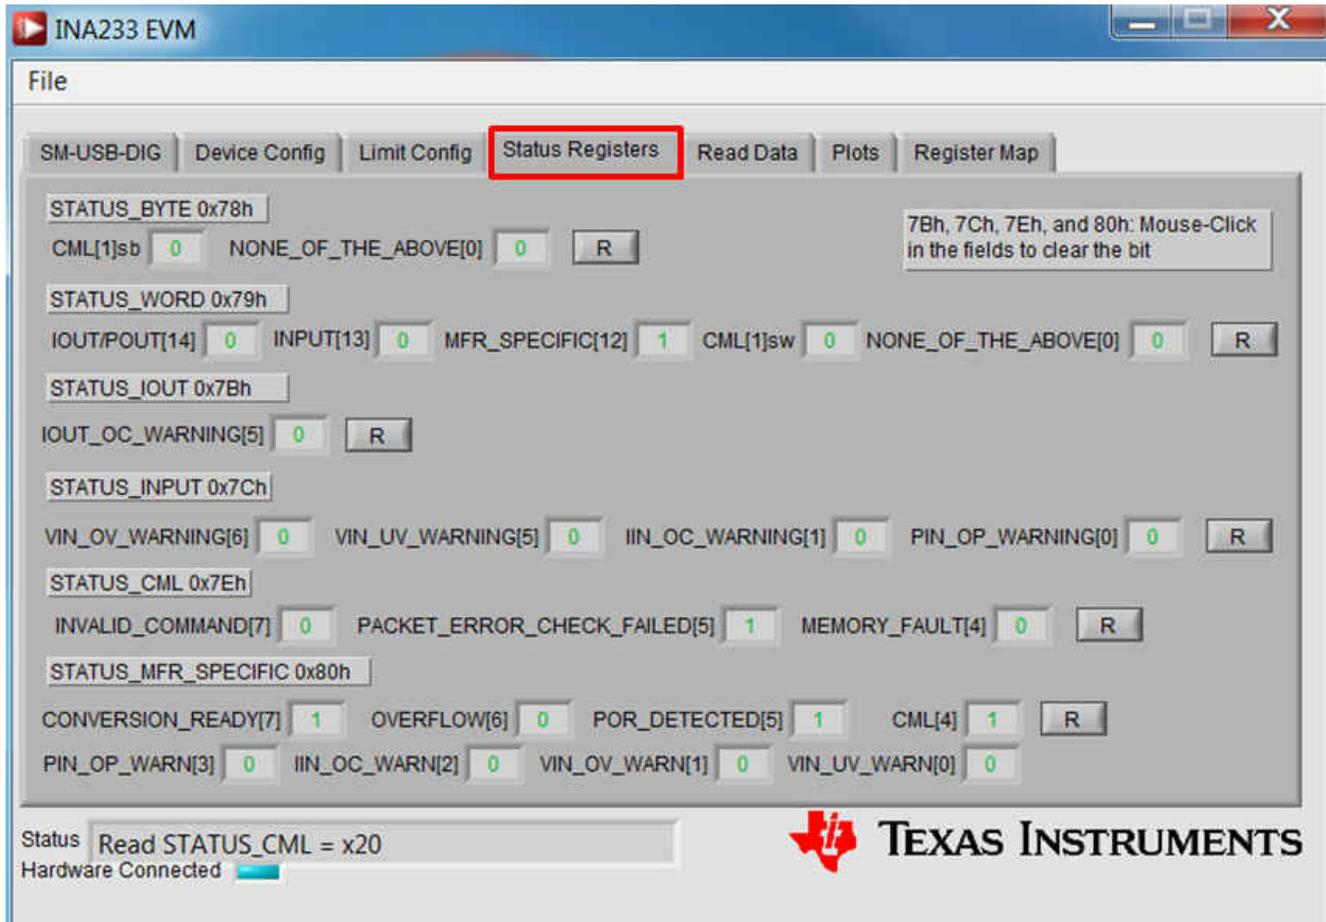 INA233 EVM
File
SM-USB-DIG Device Config Limit Config Status Registers Read Data Plots Register Map
STATUS_BYTE 0x78h
7Bh, 7Ch, 7Eh, and 80h: Mouse-Click
in the fields to clear the bit
CML[1]sb 0 NONE_OF_THE_ABOVE[0] 0 R
STATUS_WORD 0x79h
IOUT/POUT[14] 0 INPUT[13] 0 MFR_SPECIFIC[12] 1 CML[1]sw 0 NONE_OF_THE_ABOVE[0] 0 R
STATUS_IOUT 0x7Bh
IOUT_OC_WARNING[5] 0 R
STATUS_INPUT 0x7Ch
VIN_OV_WARNING[6] 0 VIN_UV_WARNING[5] 0 IIN_OC_WARNING[1] 0 PIN_OP_WARNING[0] 0 R
STATUS_CML 0x7Eh
INVALID_COMMAND[7] 0 PACKET_ERROR_CHECK_FAILED[5] 1 MEMORY_FAULT[4] 0 R
STATUS_MFR_SPECIFIC 0x80h
CONVERSION_READY[7] 1 OVERFLOW[6] 0 POR_DETECTED[5] 1 CML[4] 1 R
PIN_OP_WARN[3] 0 IIN_OC_WARN[2] 0 VIN_OV_WARN[1] 0 VIN_UV_WARN[0] 0
Status Read STATUS_CML = x20
Hardware Connected
TEXAS INSTRUMENTS